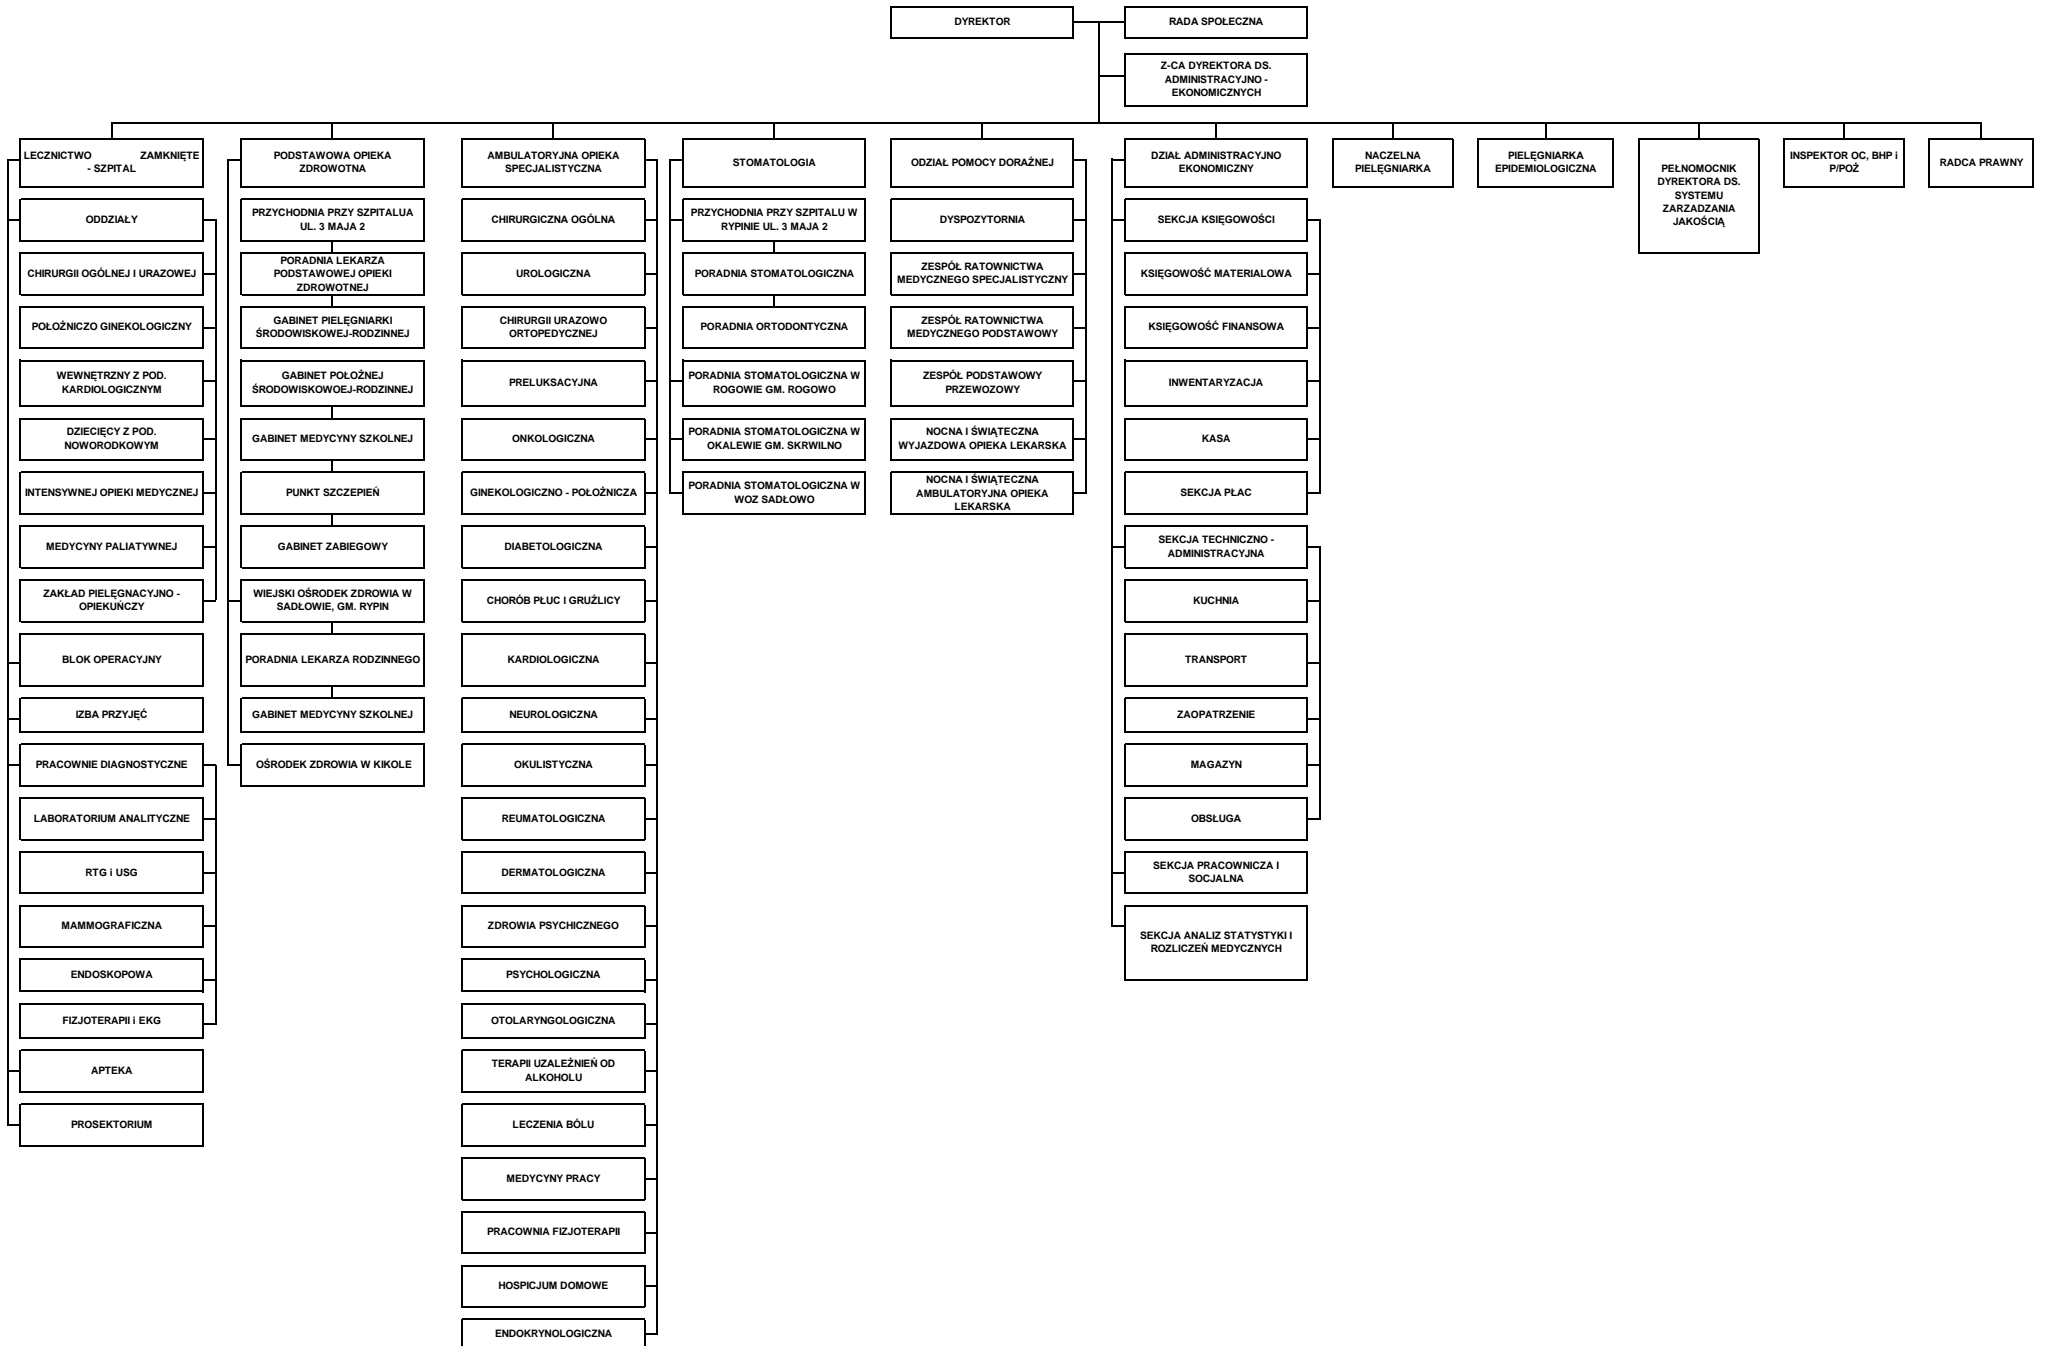 DYREKTOR
RADA SPOŁECZNA
Z-CA DYREKTORA DS.
ADMINISTRACYJNO -
EKONOMICZNYCH
LECZNICTWO ZAMKNIĘTE
- SZPITAL
ODDZIAŁY
CHIRURGII OGÓLNEJ I URAZOWEJ
POŁOŻNICZO GINEKOLOGICZNY
WEWNĘTRZNY Z POD.
KARDIOLOGICZNYM
DZIECIĘCY Z POD.
NOWORODKOWYM
INTENSYWNEJ OPIEKI MEDYCZNEJ
MEDYCYNY PALIATYWNEJ
ZAKŁAD PIELĘGNACYJNO -
OPIEKUŃCZY
BLOK OPERACYJNY
IZBA PRZYJĘĆ
PRACOWNIE DIAGNOSTYCZNE
LABORATORIUM ANALITYCZNE
RTG i USG
MAMMOGRAFICZNA
ENDOSKOPOWA
FIZJOTERAPII i EKG
APTEKA
PROSEKTORIUM
PODSTAWOWA OPIEKA
ZDROWOTNA
PRZYCHODNIA PRZY SZPITALUA
UL. 3 MAJA 2
PORADNIA LEKARZA
PODSTAWOWEJ OPIEKI
ZDROWOTNEJ
GABINET PIELĘGNIARKI
ŚRODOWISKOWEJ-RODZINNEJ
GABINET POŁOŻNEJ
ŚRODOWISKOWOEJ-RODZINNEJ
GABINET MEDYCYNY SZKOLNEJ
PUNKT SZCZEPIEŃ
GABINET ZABIEGOWY
WIEJSKI OŚRODEK ZDROWIA W
SADŁOWIE, GM. RYPIN
PORADNIA LEKARZA RODZINNEGO
GABINET MEDYCYNY SZKOLNEJ
OŚRODEK ZDROWIA W KIKOLE
AMBULATORYJNA OPIEKA
SPECJALISTYCZNA
CHIRURGICZNA OGÓLNA
UROLOGICZNA
CHIRURGII URAZOWO
ORTOPEDYCZNEJ
PRELUKSACYJNA
ONKOLOGICZNA
GINEKOLOGICZNO - POŁOŻNICZA
DIABETOLOGICZNA
CHORÓB PŁUC I GRUŹLICY
KARDIOLOGICZNA
NEUROLOGICZNA
OKULISTYCZNA
REUMATOLOGICZNA
DERMATOLOGICZNA
ZDROWIA PSYCHICZNEGO
PSYCHOLOGICZNA
OTOLARYNGOLOGICZNA
TERAPII UZALEŻNIEŃ OD
ALKOHOLU
LECZENIA BÓLU
MEDYCYNY PRACY
PRACOWNIA FIZJOTERAPII
HOSPICJUM DOMOWE
ENDOKRYNOLOGICZNA
STOMATOLOGIA
PRZYCHODNIA PRZY SZPITALU W
RYPINIE UL. 3 MAJA 2
PORADNIA STOMATOLOGICZNA
PORADNIA ORTODONTYCZNA
PORADNIA STOMATOLOGICZNA W
ROGOWIE GM. ROGOWO
PORADNIA STOMATOLOGICZNA W
OKALEWIE GM. SKRWILNO
PORADNIA STOMATOLOGICZNA W
WOZ SADŁOWO
ODZIAŁ POMOCY DORAŹNEJ
DYSPOZYTORNIA
ZESPÓŁ RATOWNICTWA
MEDYCZNEGO SPECJALISTYCZNY
ZESPÓŁ RATOWNICTWA
MEDYCZNEGO PODSTAWOWY
ZESPÓŁ PODSTAWOWY
PRZEWOZOWY
NOCNA I ŚWIĄTECZNA
WYJAZDOWA OPIEKA LEKARSKA
NOCNA I ŚWIĄTECZNA
AMBULATORYJNA OPIEKA
LEKARSKA
DZIAŁ ADMINISTRACYJNO
EKONOMICZNY
SEKCJA KSIĘGOWOŚCI
KSIĘGOWOŚĆ MATERIALOWA
KSIĘGOWOŚĆ FINANSOWA
INWENTARYZACJA
KASA
SEKCJA PŁAC
SEKCJA TECHNICZNO -
ADMINISTRACYJNA
KUCHNIA
TRANSPORT
ZAOPATRZENIE
MAGAZYN
OBSŁUGA
SEKCJA PRACOWNICZA I
SOCJALNA
SEKCJA ANALIZ STATYSTYKI I
ROZLICZEŃ MEDYCZNYCH
NACZELNA
PIELĘGNIARKA
PIELĘGNIARKA
EPIDEMIOLOGICZNA
PEŁNOMOCNIK
DYREKTORA DS.
SYSTEMU
ZARZADZANIA
JAKOŚCIĄ
INSPEKTOR OC, BHP i
P/POŻ
RADCA PRAWNY